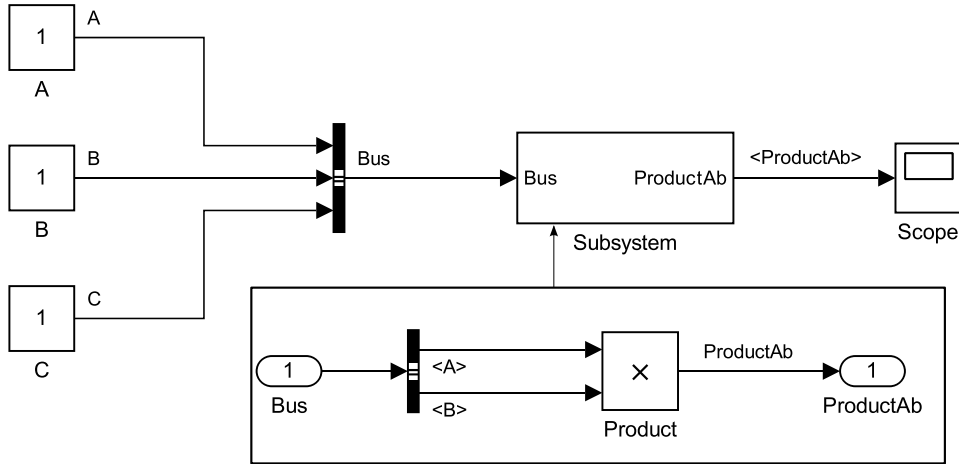 A
1
A
B
1
B
C
1
C
Bus
Bus
ProductAb
Subsystem
<ProductAb>
Scope
1
Bus
<A>
<B>
×
Product
ProductAb
1
ProductAb